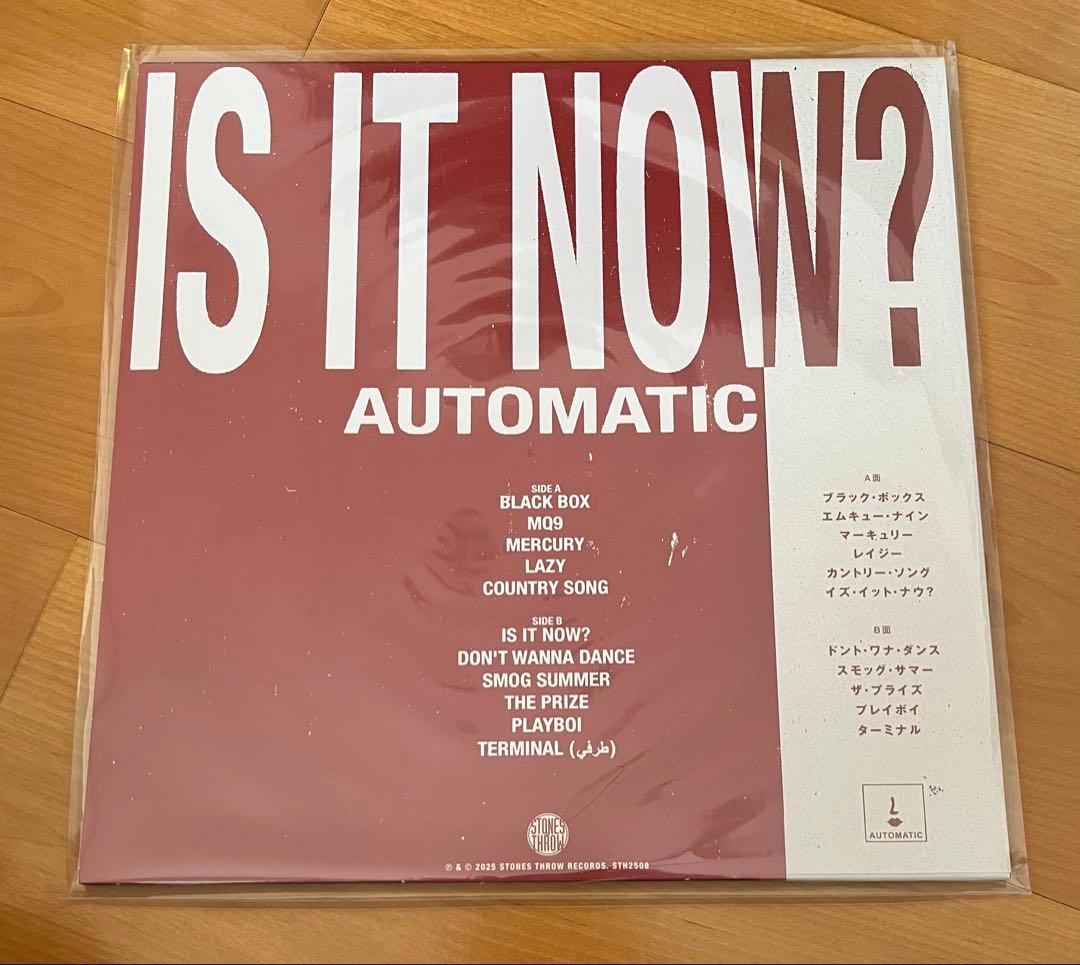 IS IT NOW?
AUTOMATIC
SIDE A
BLACK BOX
MQ9
MERCURY
LAZY
COUNTRY SONG
SIDE B
IS IT NOW?
DON'T WANNA DANCE
SMOG SUMMER
THE PRIZE
PLAYBOI
TERMINAL (طرفي)
A面
ブラック・ボックス
エムキュー・ナイン
マーキュリー
レイジー
カントリー・ソング
イズ・イット・ナウ?
B面
ドント・ワナ・ダンス
スモッグ・サマー
ザ・プライズ
プレイボイ
ターミナル
AUTOMATIC
STONES
THROW
℗ & © 2025 STONES THROW RECORDS. STH2508